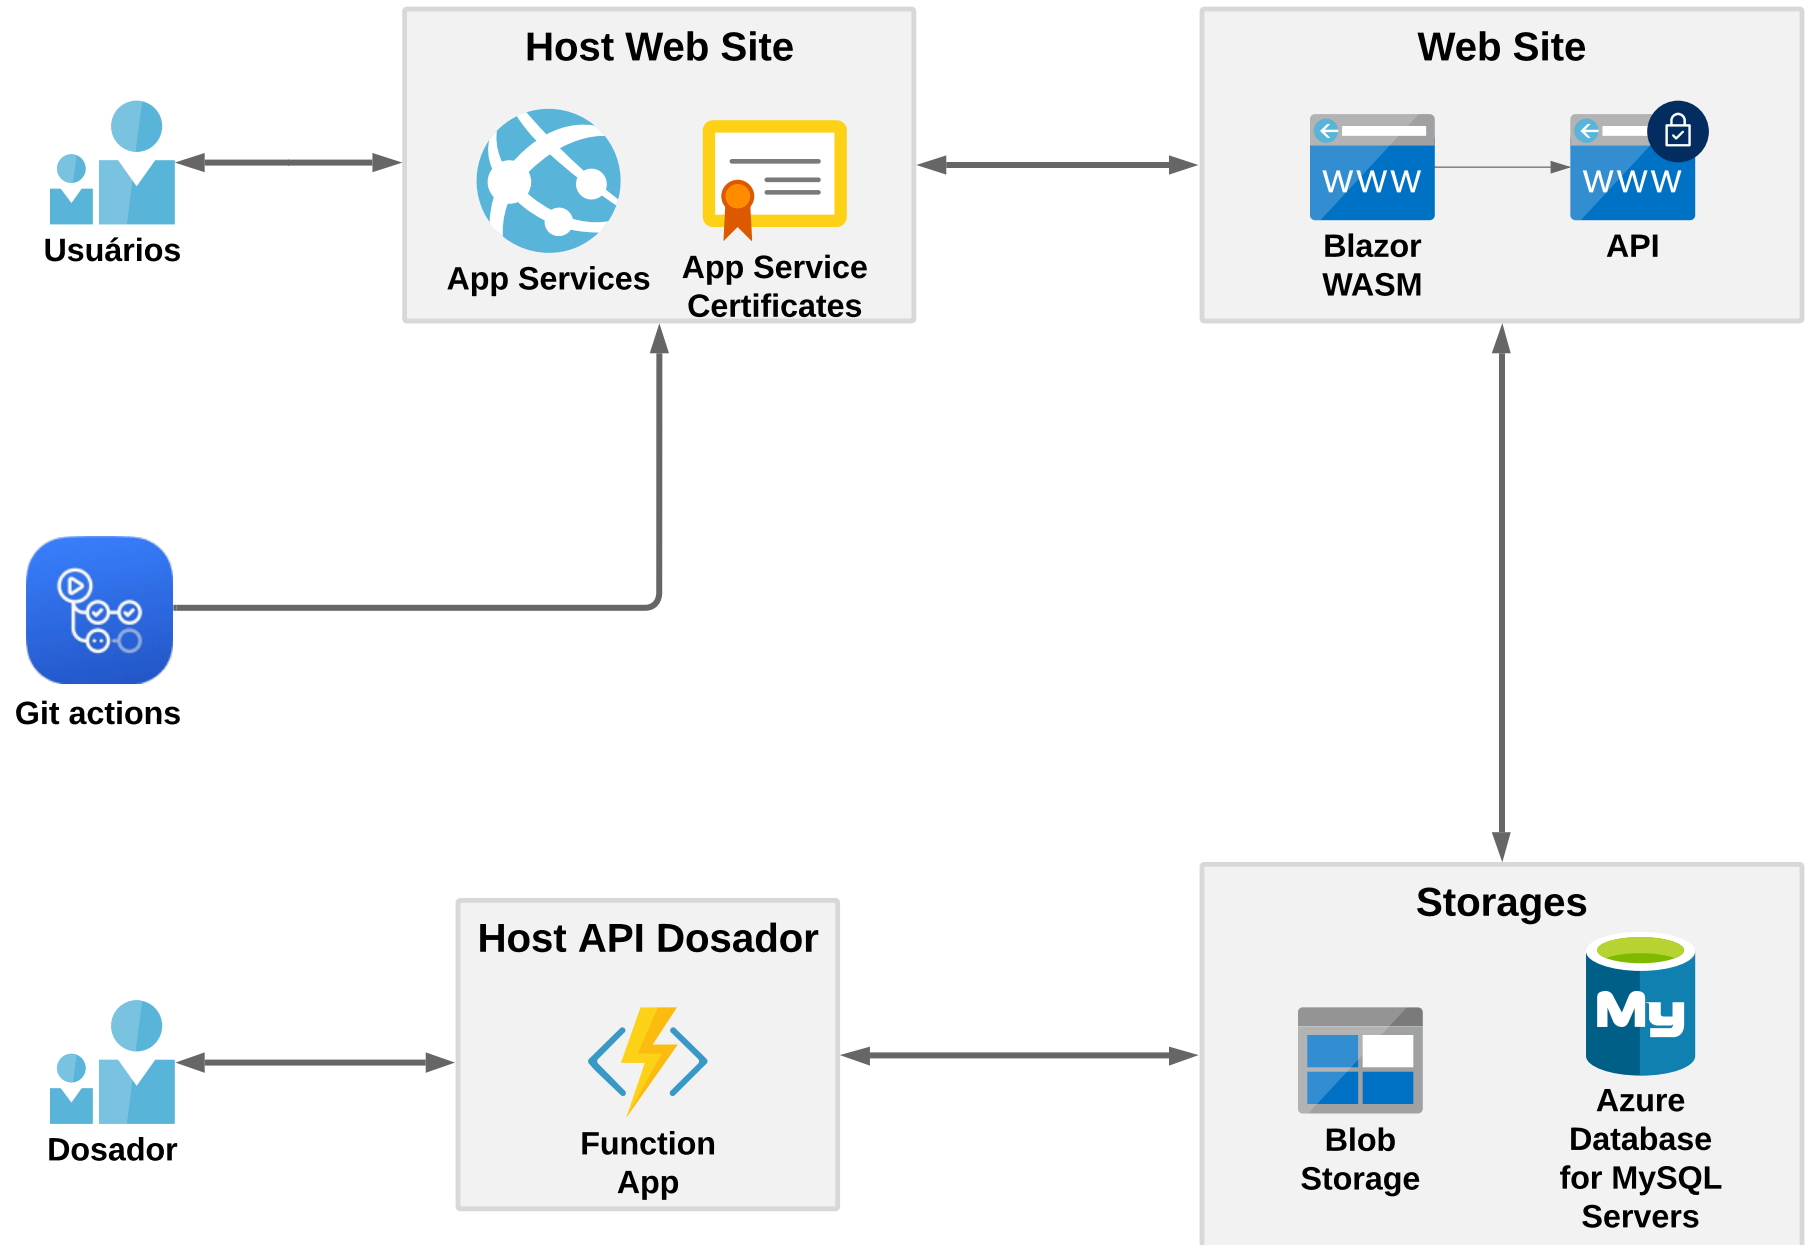 Host Web Site
Web Site
WWW
WWW
Usuários
App Services
App Service
Certificates
Blazor
WASM
API
Git actions
Host API Dosador
Storages
My
Dosador
Function
App
Blob
Storage
Azure
Database
for MySQL
Servers